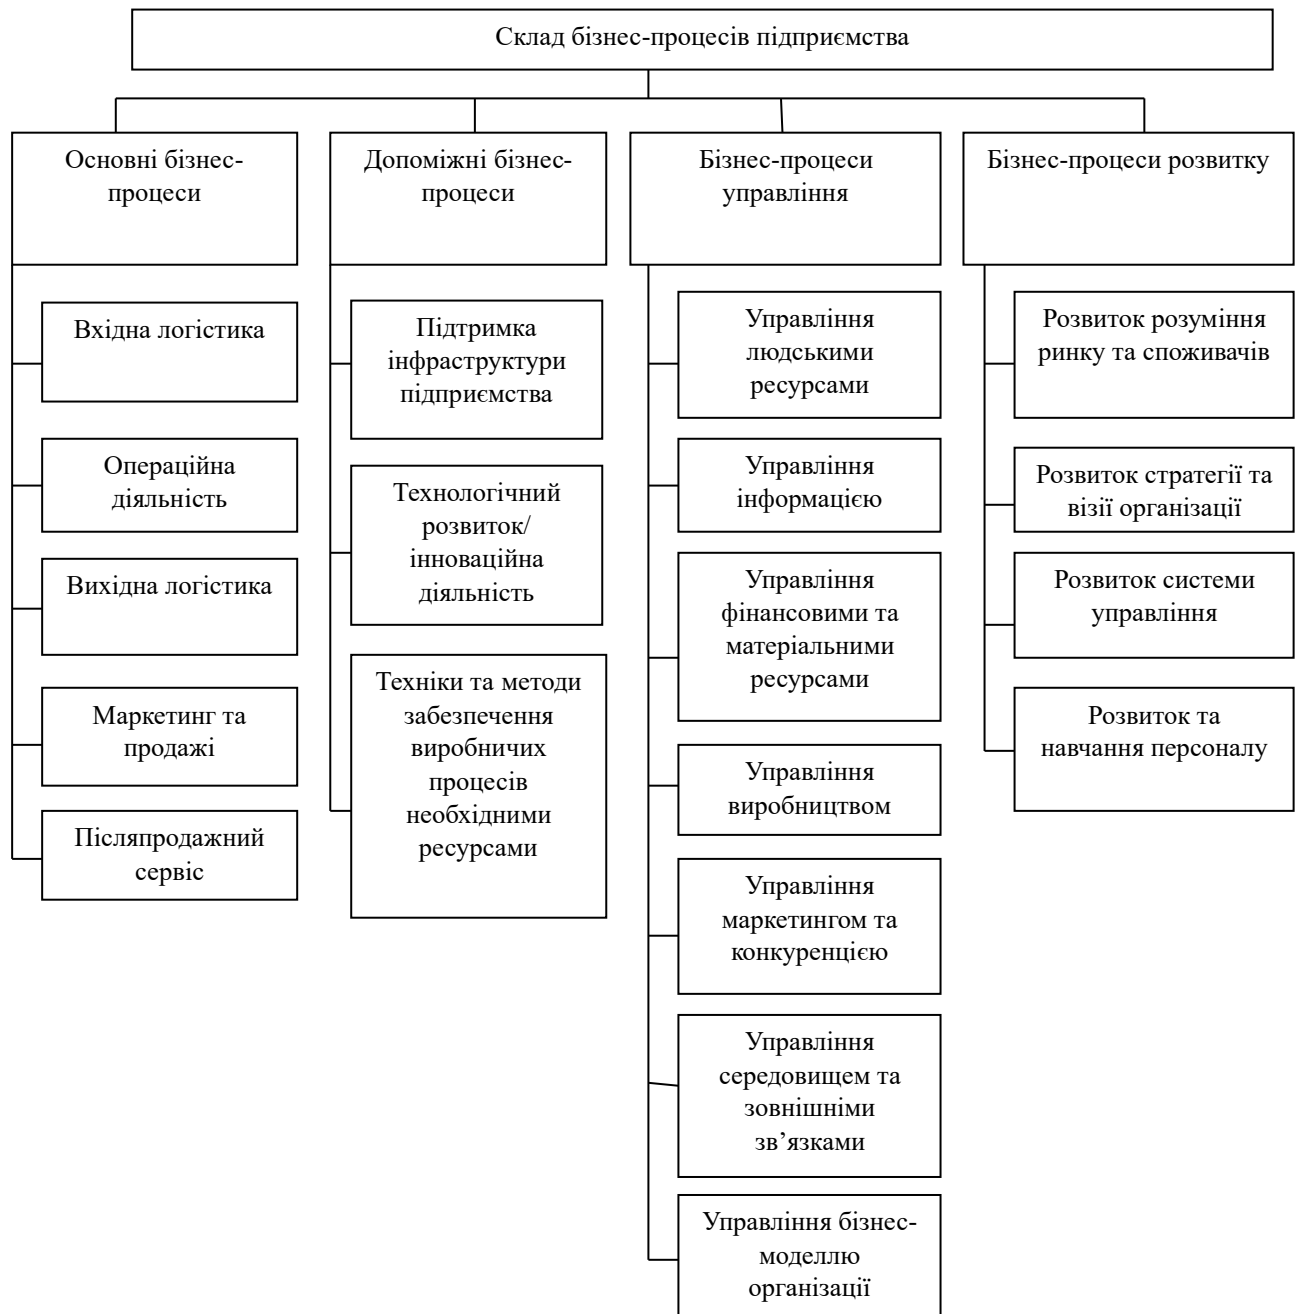 Склад бізнес-процесів підприємства
Основні бізнес-
процеси
Вхідна логістика
Операційна
діяльність
Вихідна логістика
Маркетинг та
продажі
Післяпродажний
сервіс
Допоміжні бізнес-
процеси
Підтримка
інфраструктури
підприємства
Технологічний
розвиток/
інноваційна
діяльність
Техніки та методи
забезпечення
виробничих
процесів
необхідними
ресурсами
Бізнес-процеси
управління
Управління
людськими
ресурсами
Управління
інформацією
Управління
фінансовими та
матеріальними
ресурсами
Управління
виробництвом
Управління
маркетингом та
конкуренцією
Управління
середовищем та
зовнішніми
зв’язками
Управління бізнес-
моделлю
організації
Бізнес-процеси розвитку
Розвиток розуміння
ринку та споживачів
Розвиток стратегії та
візії організації
Розвиток системи
управління
Розвиток та
навчання персоналу